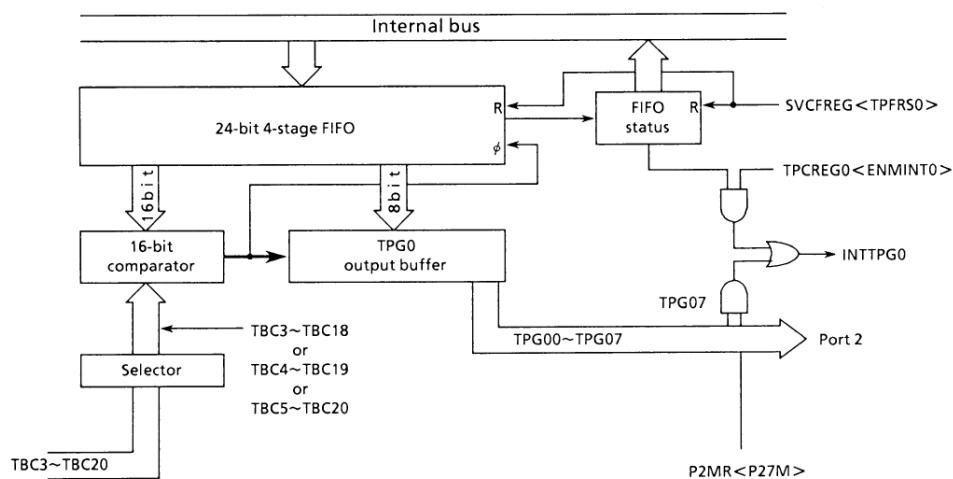 Internal bus
24-bit 4-stage FIFO
R
ϕ
FIFO
status
R
SVCFREG<TPFRS0>
TPCREG0<ENMINT0>
16bit
8bit
16-bit
comparator
TPG0
output buffer
INTTPG0
TPG07
TPG00~TPG07
Port 2
TBC3~TBC18
or
TBC4~TBC19
or
TBC5~TBC20
Selector
TBC3~TBC20
P2MR<P27M>